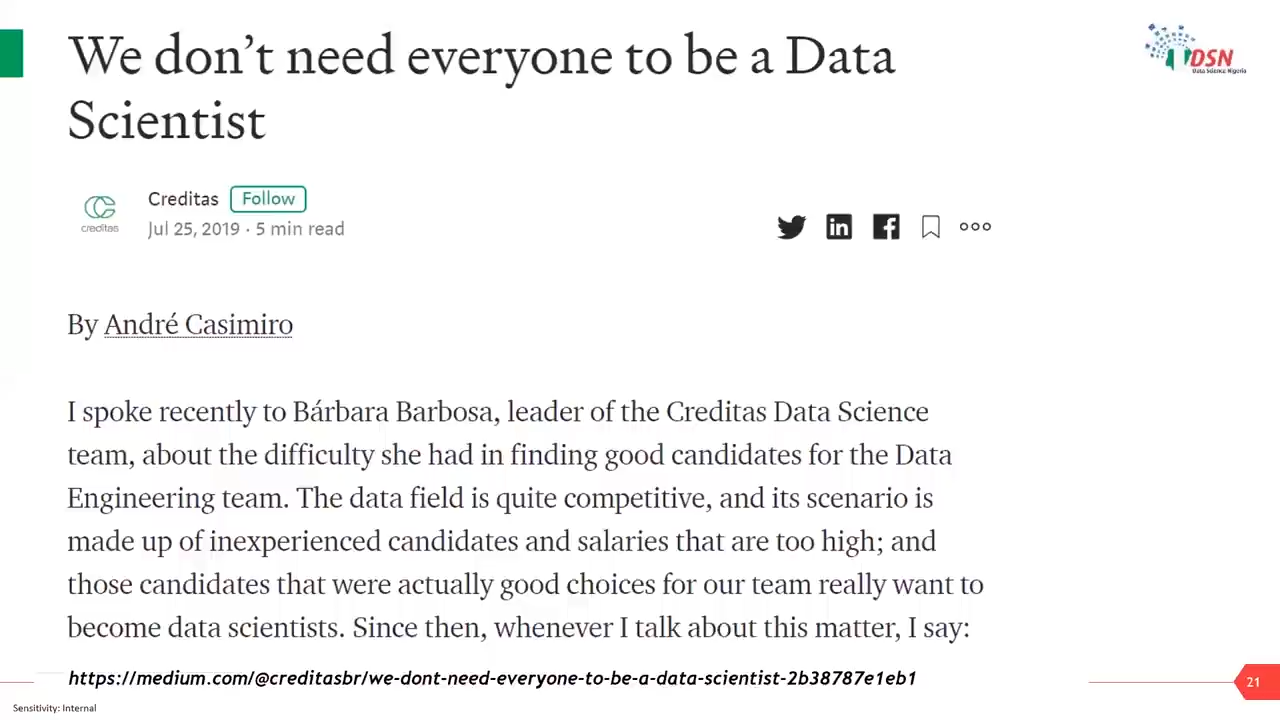 We don’t need everyone to be a Data
Scientist
DSN
Data Science Nigeria
creditas
Creditas Follow
Jul 25, 2019 · 5 min read
By André Casimiro
I spoke recently to Bárbara Barbosa, leader of the Creditas Data Science
team, about the difficulty she had in finding good candidates for the Data
Engineering team. The data field is quite competitive, and its scenario is
made up of inexperienced candidates and salaries that are too high; and
those candidates that were actually good choices for our team really want to
become data scientists. Since then, whenever I talk about this matter, I say:
https://medium.com/@creditasbr/we-dont-need-everyone-to-be-a-data-scientist-2b38787e1eb1
21
Sensitivity: Internal